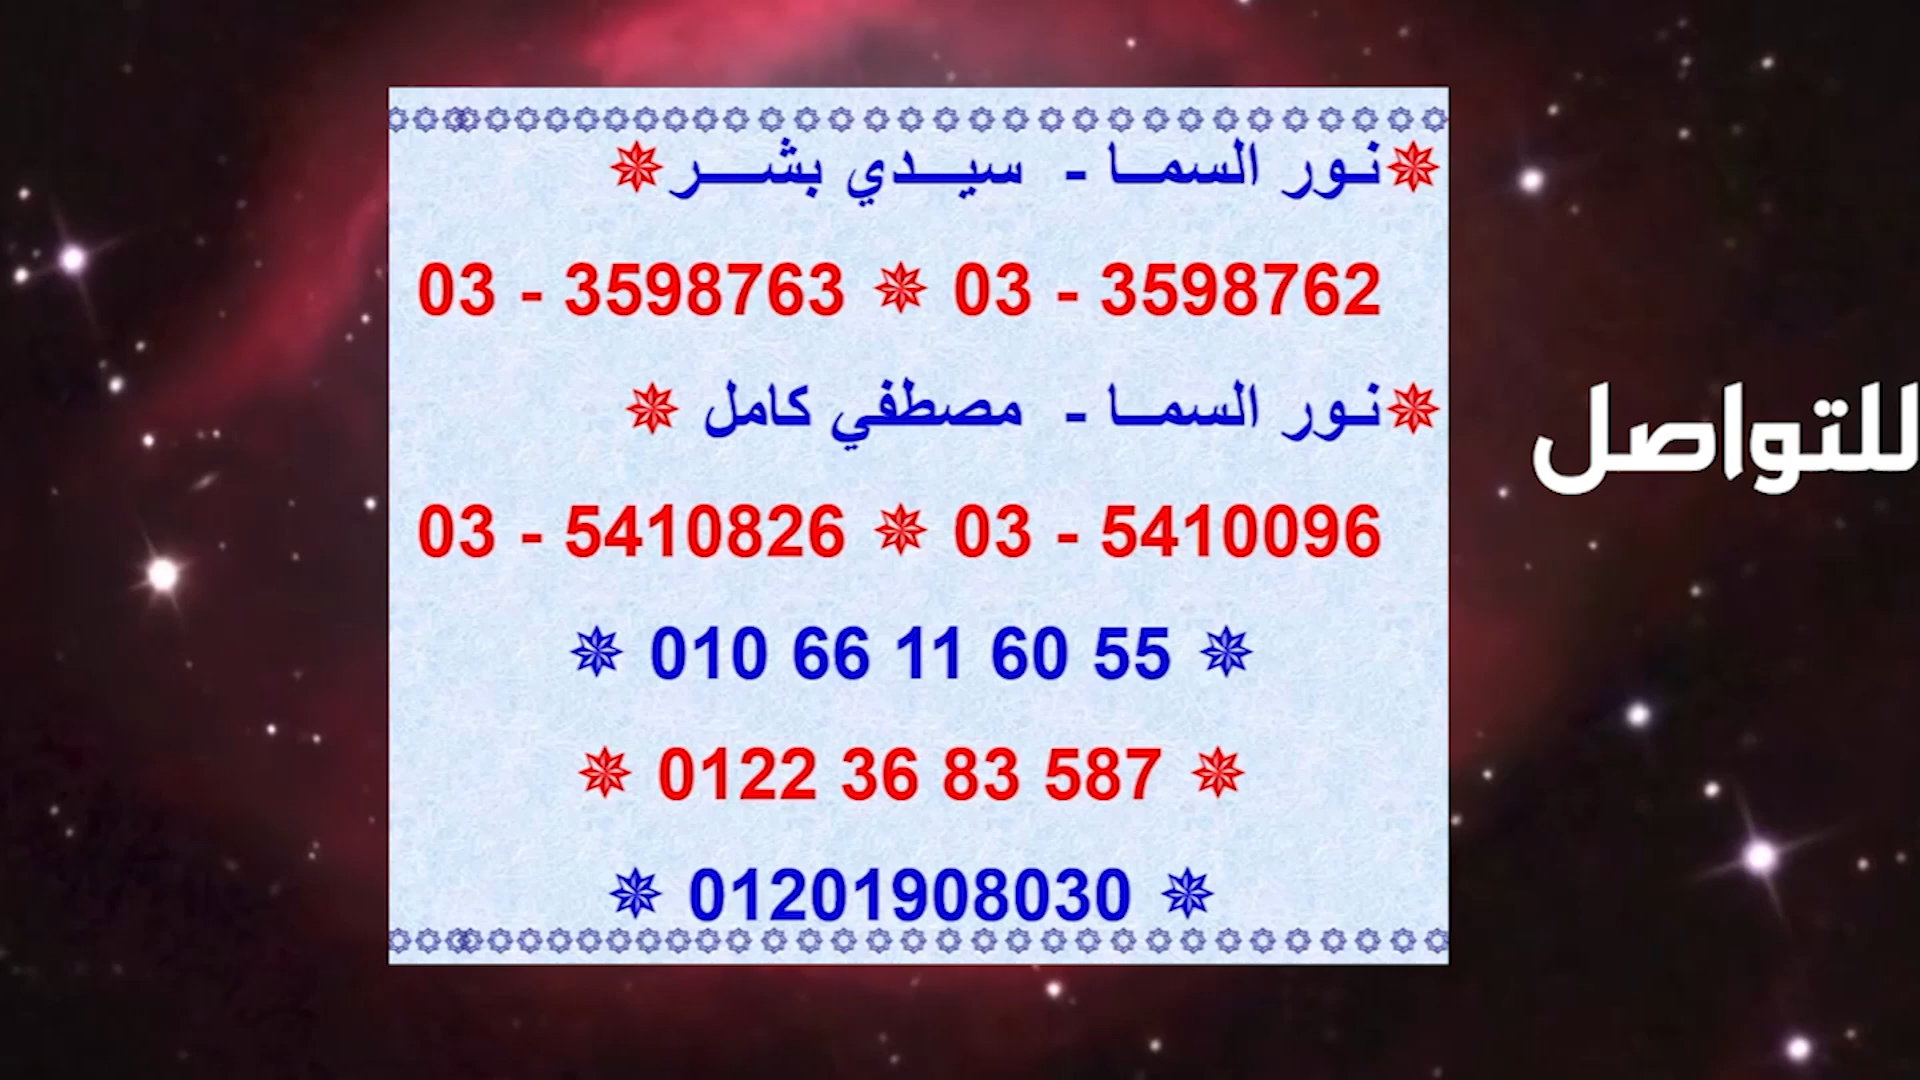 نور السما - سيدي بشر
03 - 3598763 03 - 3598762
نور السما - مصطفي كامل
03 - 5410826 03 - 5410096
010 66 11 60 55
0122 36 83 587
01201908030
للتواصل